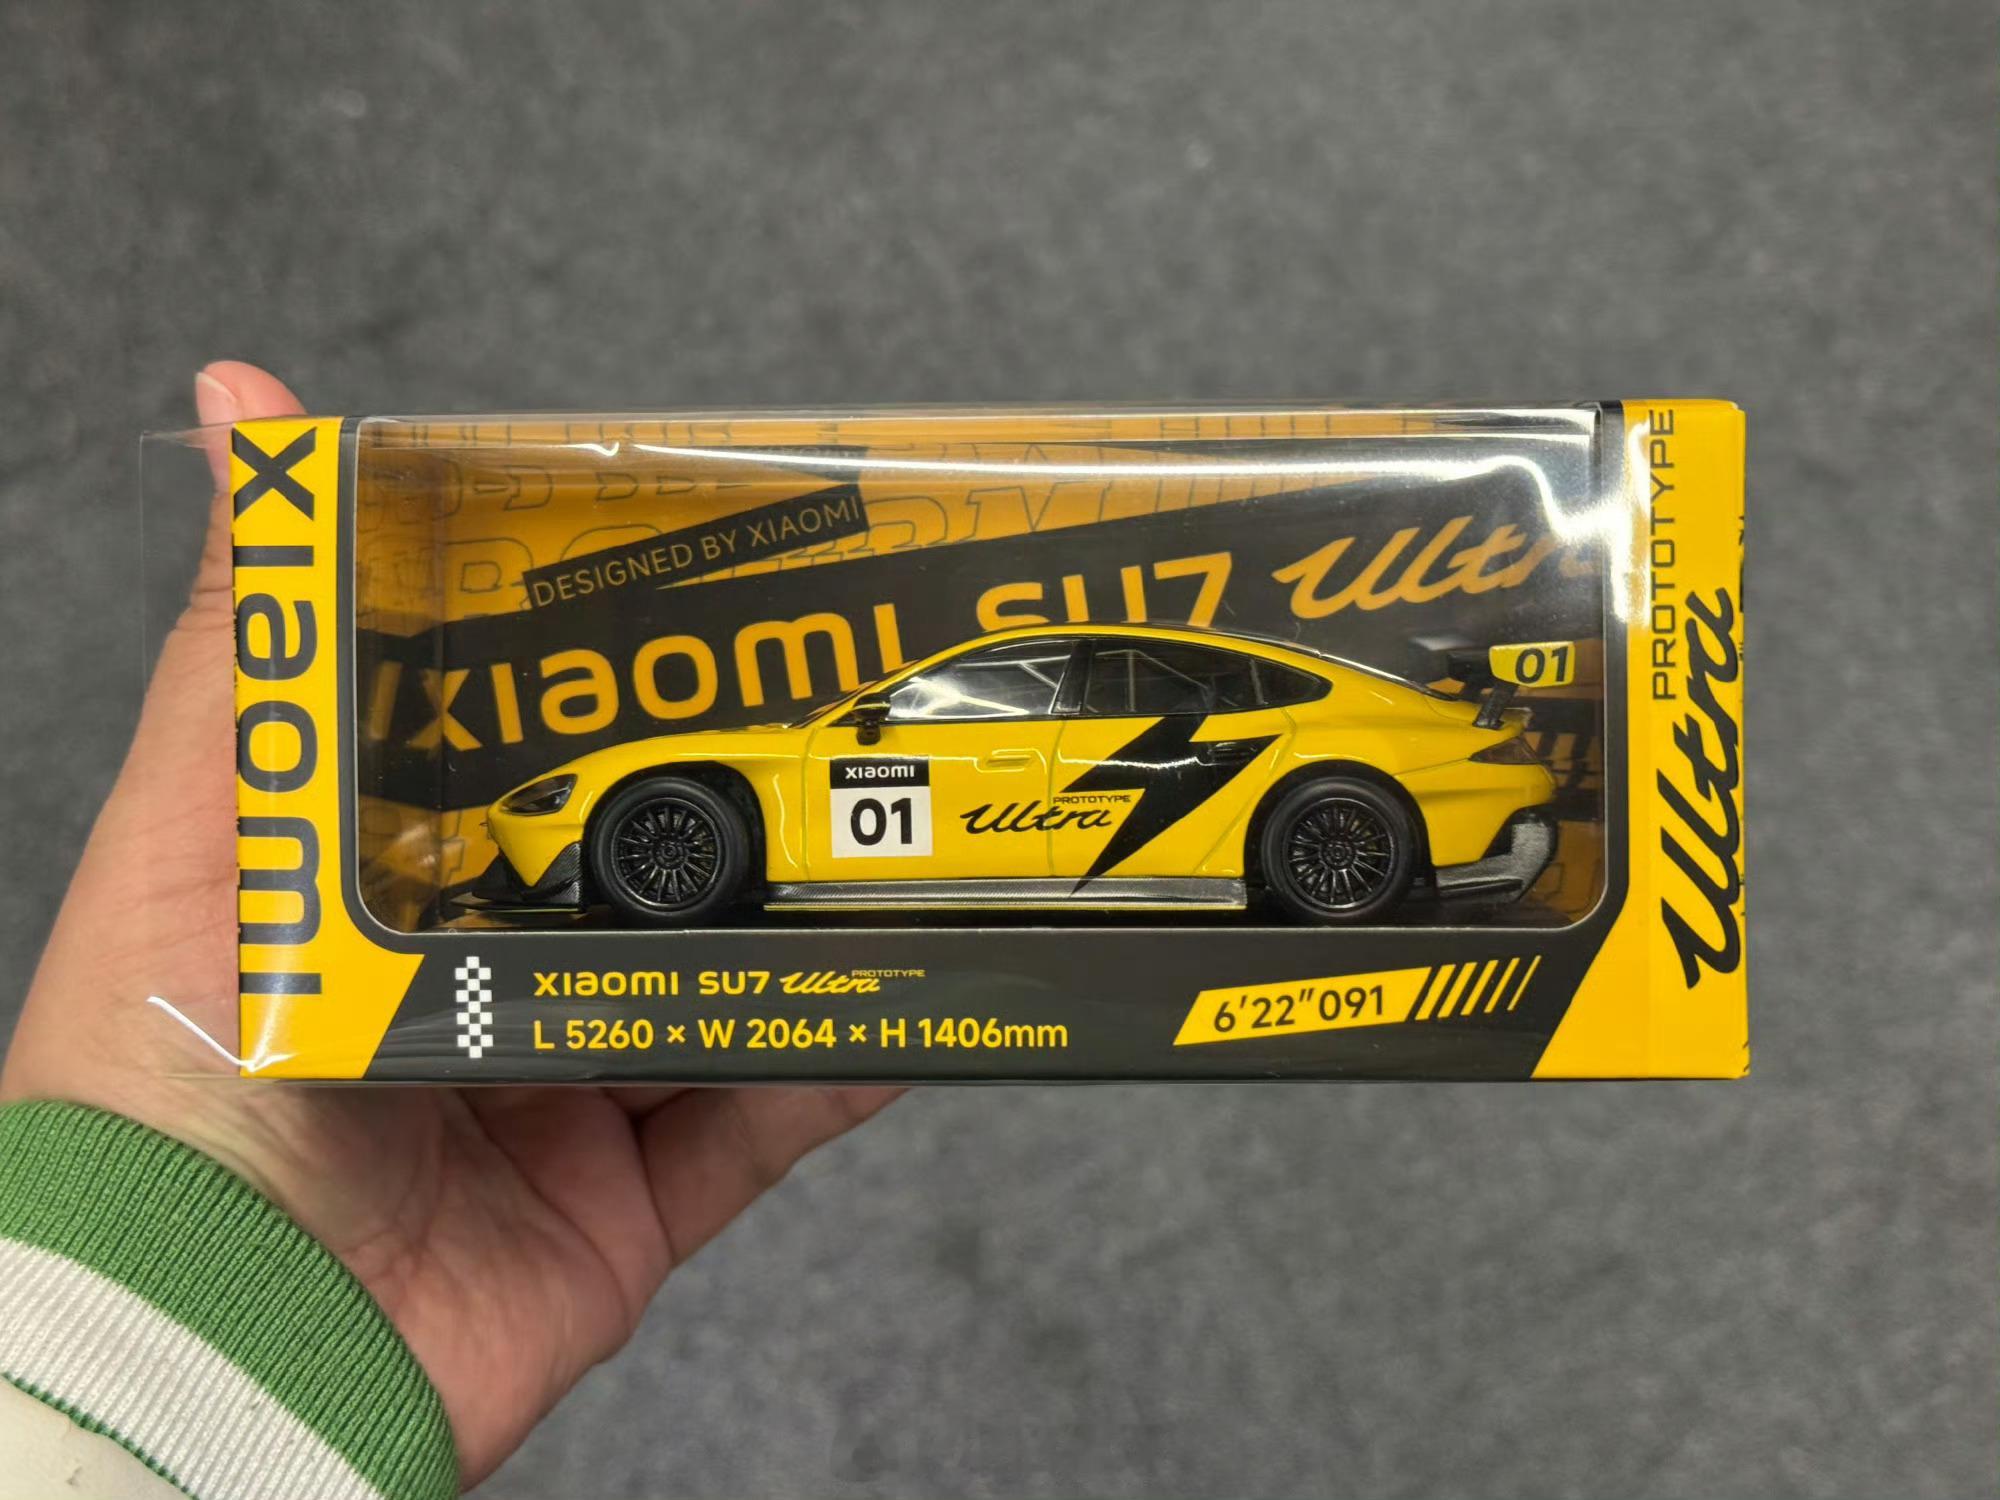 xiaomi
DESIGNED BY XIAOMI
xiaomi SU7 Ultra
01
xiaomi
01
PROTOTYPE
Ultra
PROTOTYPE
Ultra
xiaomi SU7 Ultra PROTOTYPE
L 5260 × W 2064 × H 1406mm
6'22"091